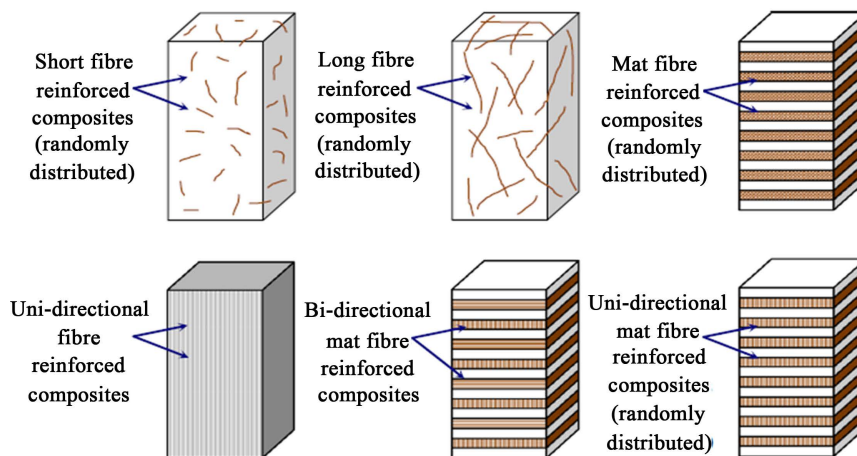 Short fibre
reinforced
composites
(randomly
distributed)
Long fibre
reinforced
composites
(randomly
distributed)
Mat fibre
reinforced
composites
(randomly
distributed)
Uni-directional
fibre
reinforced
composites
Bi-directional
mat fibre
reinforced
composites
Uni-directional
mat fibre
reinforced
composites
(randomly
distributed)